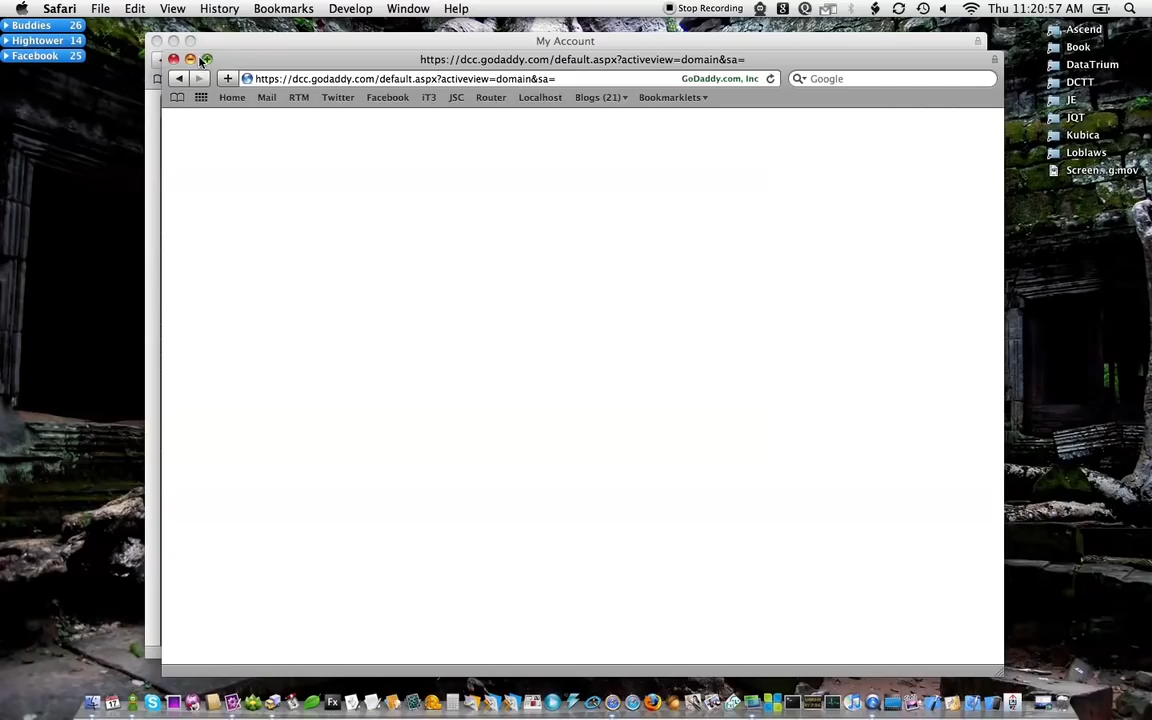 Safari File Edit View History Bookmarks Develop Window Help Stop Recording Thu 11:20:57 AM
Buddies 26
Hightower 14
Facebook 25
My Account
https://dcc.godaddy.com/default.aspx?activeview=domain&sa=
https://dcc.godaddy.com/default.aspx?activeview=domain&sa= GoDaddy.com, Inc Google
Home Mail RTM Twitter Facebook iT3 JSC Router Localhost Blogs (21) Bookmarklets
Ascend
Book
DataTrium
DCTT
JE
JQT
Kubica
Loblaws
Screen...g.mov
17
Fx